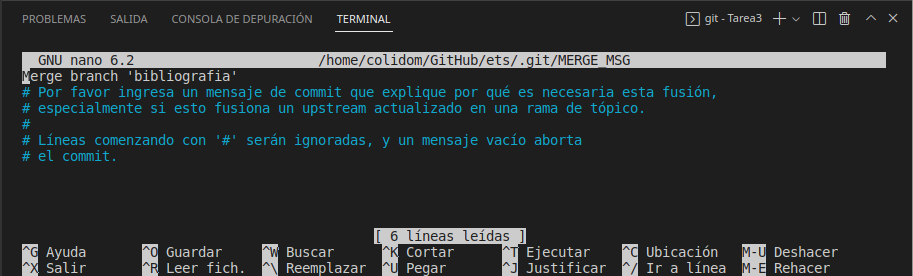 PROBLEMAS SALIDA CONSOLA DE DEPURACIÓN TERMINAL git - Tarea3
GNU nano 6.2 /home/colidom/GitHub/ets/.git/MERGE_MSG
Merge branch 'bibliografia'
# Por favor ingresa un mensaje de commit que explique por qué es necesaria esta fusión,
# especialmente si esto fusiona un upstream actualizado en una rama de tópico.
#
# Líneas comenzando con '#' serán ignoradas, y un mensaje vacío aborta
# el commit.
[ 6 líneas leídas ]
^G Ayuda ^O Guardar ^W Buscar ^K Cortar ^T Ejecutar ^C Ubicación M-U Deshacer
^X Salir ^R Leer fich. ^\ Reemplazar ^U Pegar ^J Justificar ^/ Ir a línea M-E Rehacer